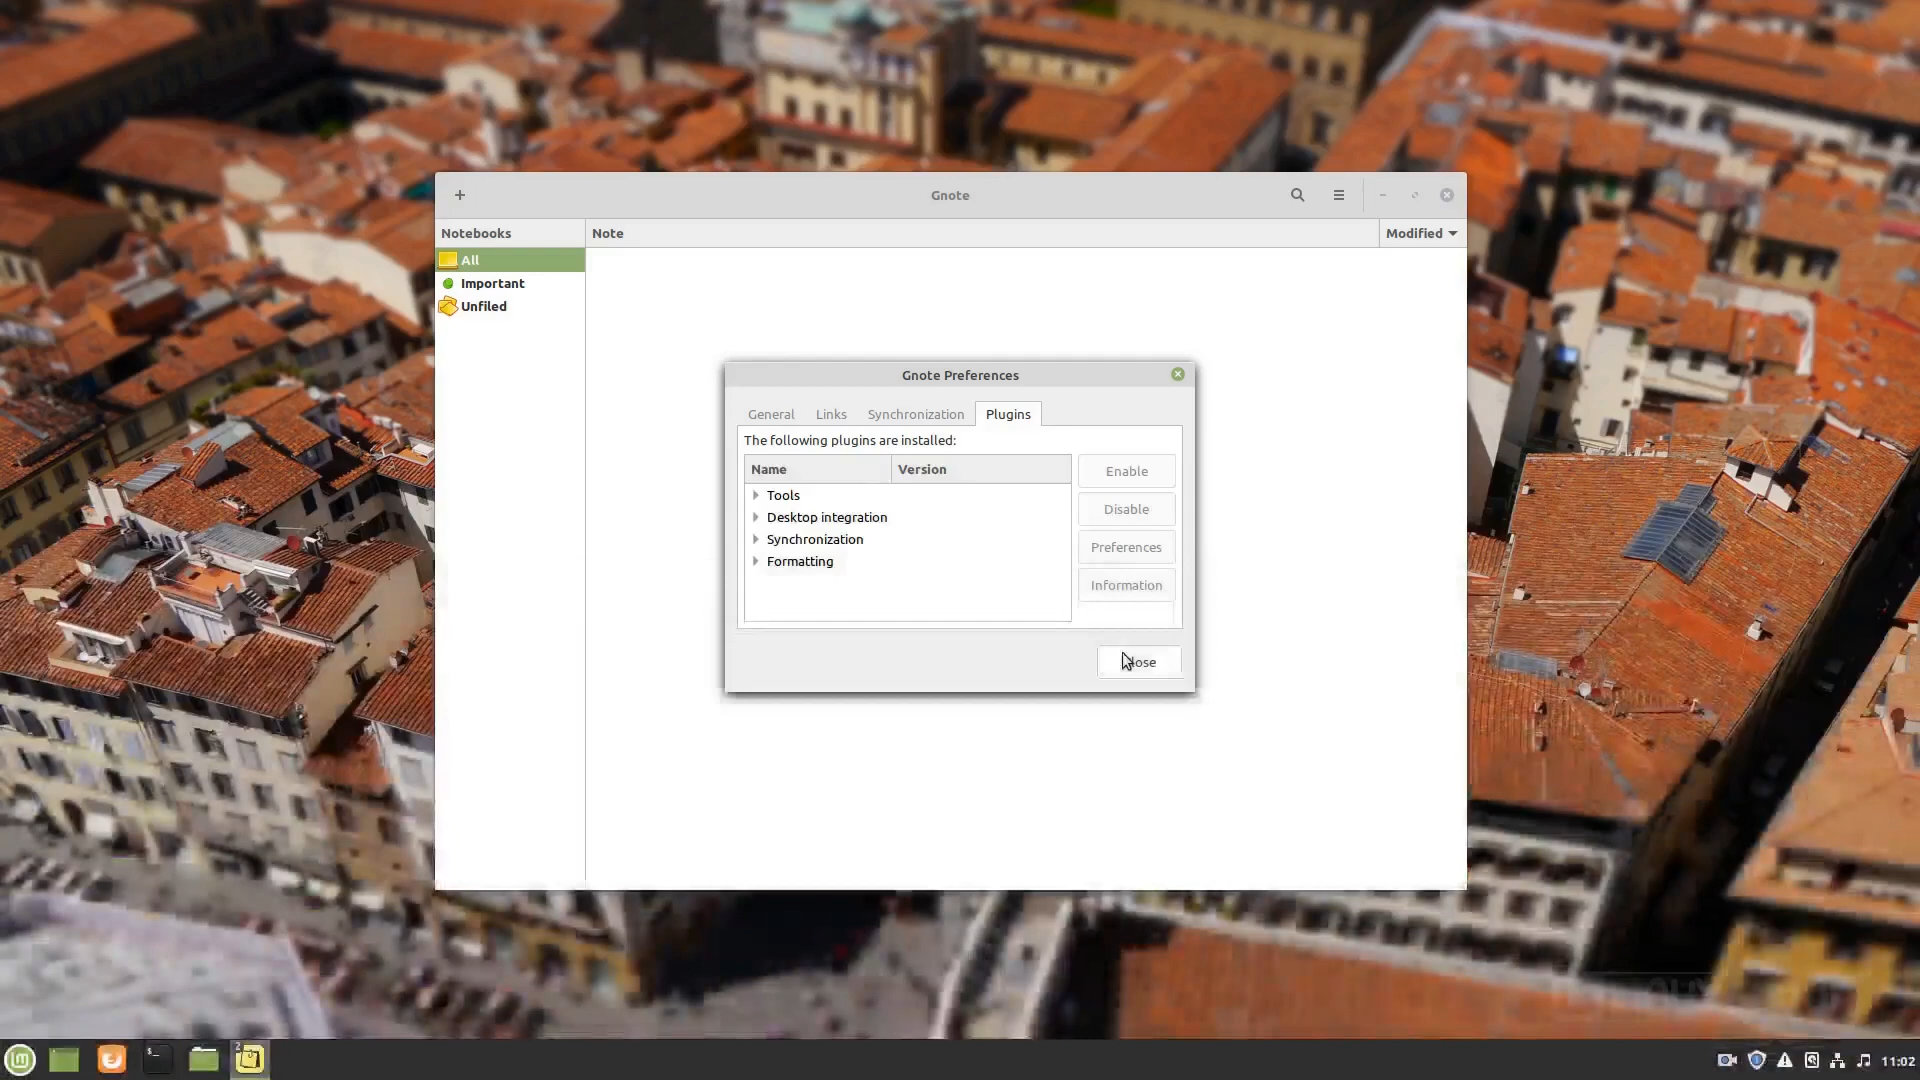 Gnote
Notebooks
Note
Modified
All
Important
Unfiled
Gnote Preferences
General
Links
Synchronization
Plugins
The following plugins are installed:
Name
Version
Enable
Tools
Desktop integration
Disable
Synchronization
Preferences
Formatting
Information
2
11:02